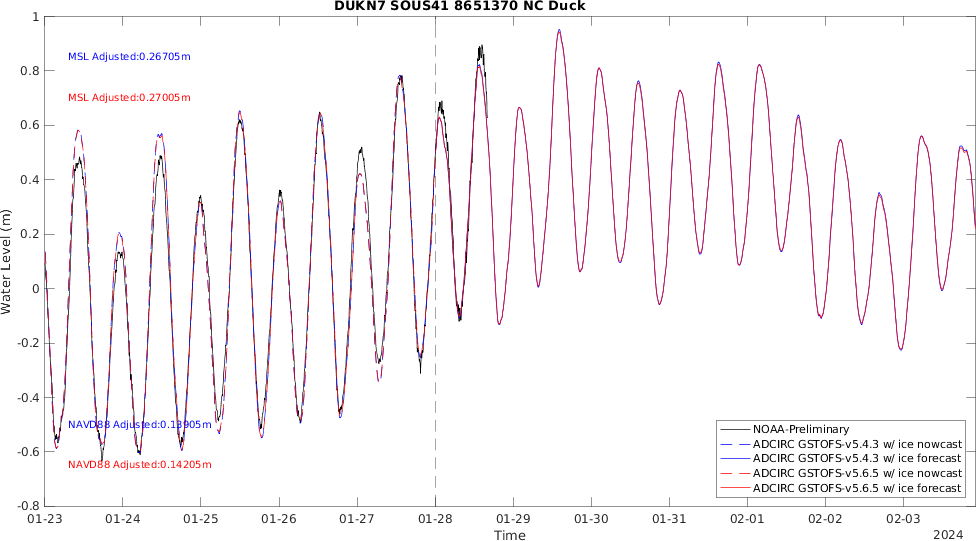 DUKN7 SOUS41 8651370 NC Duck
MSL Adjusted:0.26705m
MSL Adjusted:0.27005m
NAVD88 Adjusted:0.13905m
NAVD88 Adjusted:0.14205m
Water Level (m)
1
0.8
0.6
0.4
0.2
0
-0.2
-0.4
-0.6
-0.8
NOAA-Preliminary
ADCIRC GSTOFS-v5.4.3 w/ ice nowcast
ADCIRC GSTOFS-v5.4.3 w/ ice forecast
ADCIRC GSTOFS-v5.6.5 w/ ice nowcast
ADCIRC GSTOFS-v5.6.5 w/ ice forecast
01-23 01-24 01-25 01-26 01-27 01-28 01-29 01-30 01-31 02-01 02-02 02-03
Time
2024